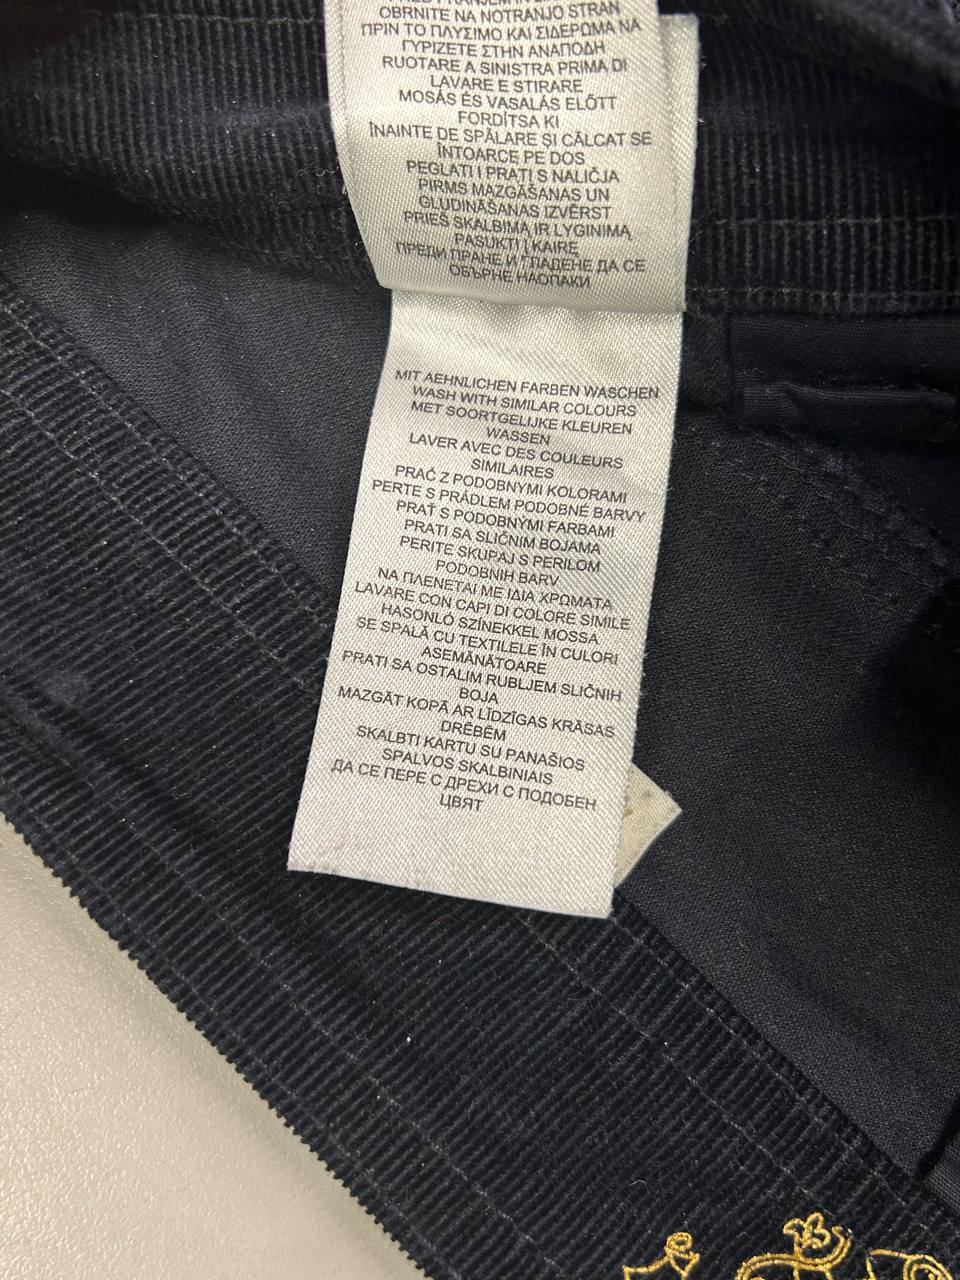 OBRNITE NA NOTRANJO STRAN
ΠΡΙΝ ΤΟ ΠΛΥΣΙΜΟ ΚΑΙ ΣΙΔΕΡΩΜΑ ΝΑ
ΓΥΡΙΖΕΤΕ ΣΤΗΝ ΑΝΑΠΟΔΗ
RUOTARE A SINISTRA PRIMA DI
LAVARE E STIRARE
MOSÁS ÉS VASALÁS ELŐTT
FORDÍTSA KI
ÎNAINTE DE SPĂLARE ȘI CĂLCAT SE
ÎNTOARCE PE DOS
PEGLATI I PRATI S NALIČJA
PIRMS MAZGĀŠANAS UN
GLUDINĀŠANAS IZVĒRST
PRIEŠ SKALBIMĄ IR LYGINIMĄ
PASUKTI Į KAIRĘ
ПРЕДИ ПРАНЕ И ГЛАДЕНЕ ДА СЕ
ОБЪРНЕ НАОПАКИ
MIT AEHNLICHEN FARBEN WASCHEN
WASH WITH SIMILAR COLOURS
MET SOORTGELIJKE KLEUREN
WASSEN
LAVER AVEC DES COULEURS
SIMILAIRES
PRAĆ Z PODOBNYMI KOLORAMI
PERTE S PRÁDLEM PODOBNÉ BARVY
PRAŤ S PODOBNÝMI FARBAMI
PRATI SA SLIČNIM BOJAMA
PERITE SKUPAJ S PERILOM
PODOBNIH BARV
ΝΑ ΠΛΕΝΕΤΑΙ ΜΕ ΙΔΙΑ ΧΡΩΜΑΤΑ
LAVARE CON CAPI DI COLORE SIMILE
HASONLÓ SZÍNEKKEL MOSSA
SE SPALĂ CU TEXTILELE ÎN CULORI
ASEMĂNĂTOARE
PRATI SA OSTALIM RUBLJEM SLIČNIH
BOJA
MAZGĀT KOPĀ AR LĪDZĪGAS KRĀSAS
DRĒBĒM
SKALBTI KARTU SU PANAŠIOS
SPALVOS SKALBINIAIS
ДА СЕ ПЕРЕ С ДРЕХИ С ПОДОБЕН
ЦВЯТ